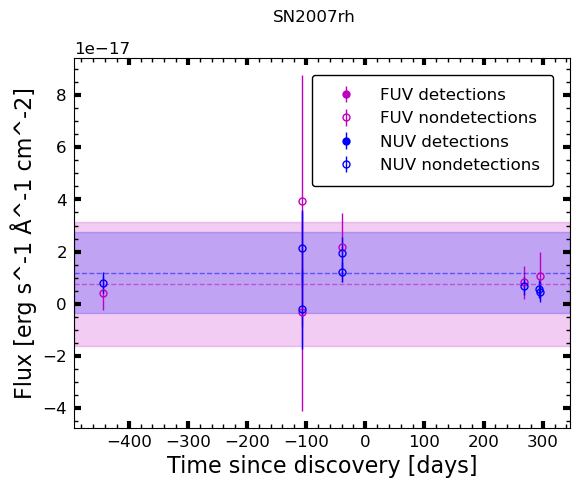 SN2007rh
1e−17
Flux [erg s^-1 Å^-1 cm^-2]
8
6
4
2
0
−2
−4
FUV detections
FUV nondetections
NUV detections
NUV nondetections
−400 −300 −200 −100 0 100 200 300
Time since discovery [days]